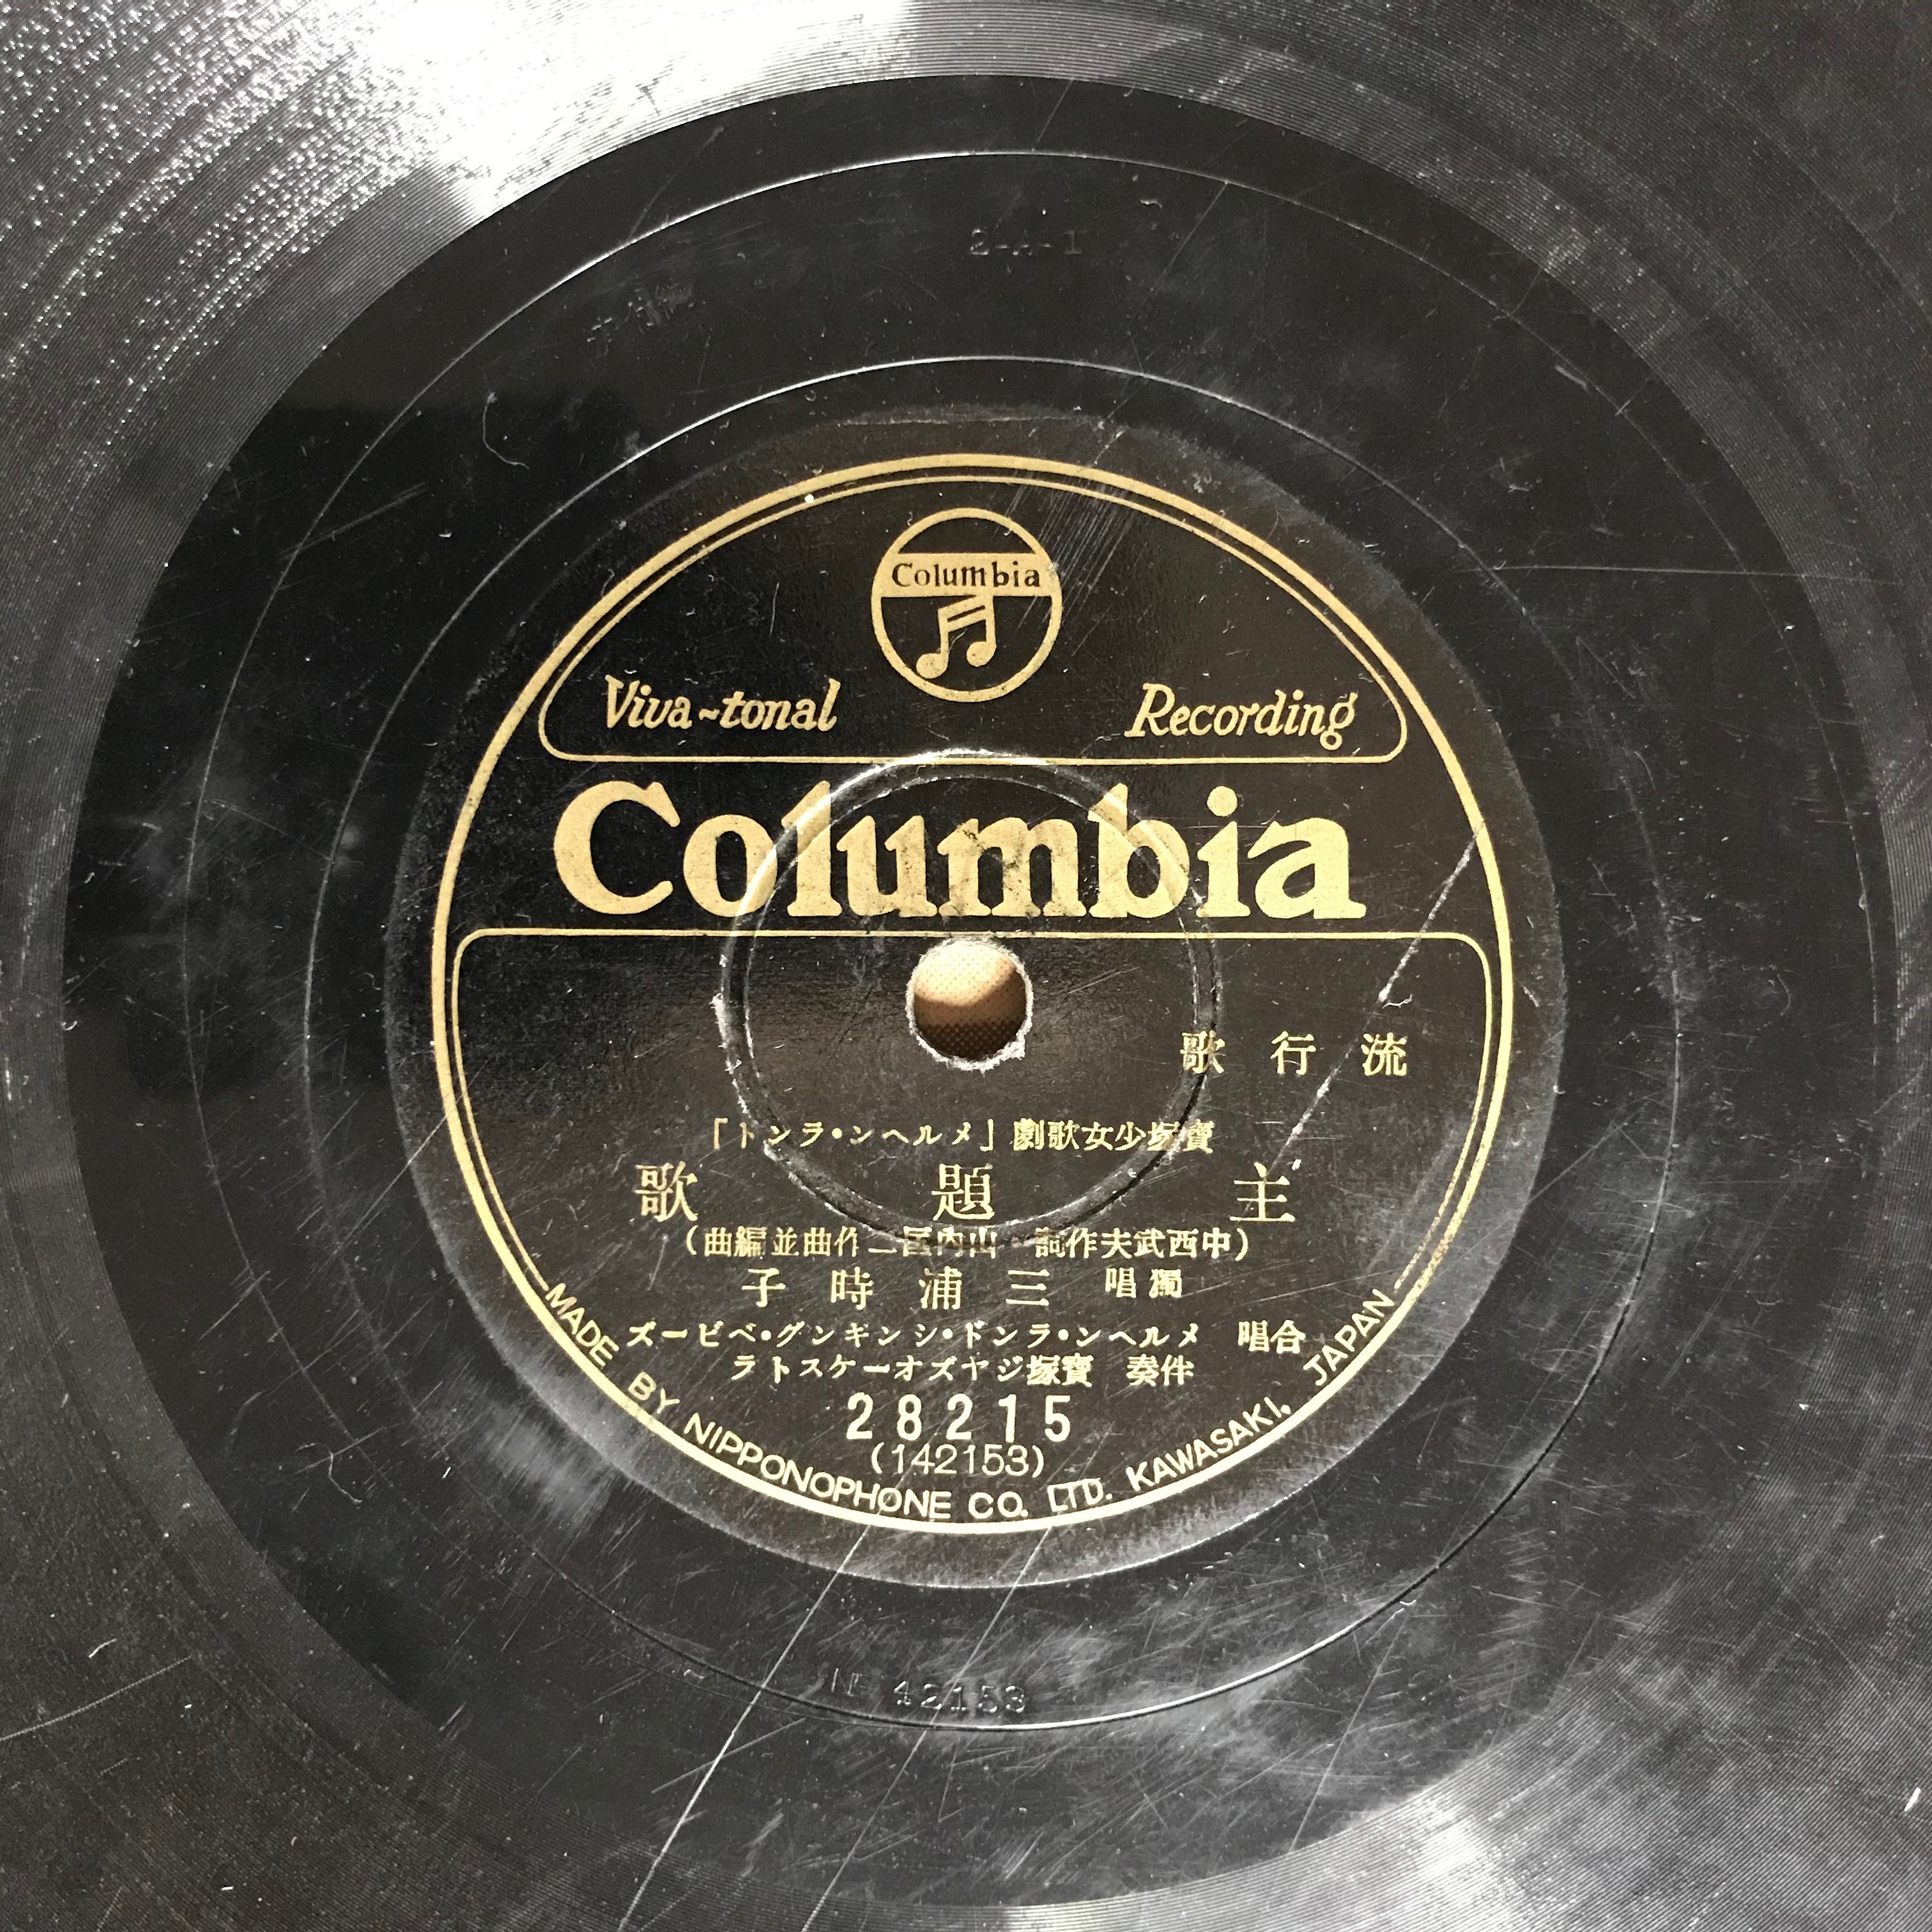 2-A-1
Columbia
Viva-tonal Recording
Columbia
流行歌
寶塚少女歌劇「メルヘン・ランド」
主題歌
(中西武夫作詞 山内匡二作曲並編曲)
獨唱 三浦時子
合唱 メルヘン・ランド・シンギング・ベビーズ
伴奏 寶塚ジヤズオーケストラ
28215
(142153)
MADE BY NIPPONOPHONE CO. LTD. KAWASAKI, JAPAN
42153